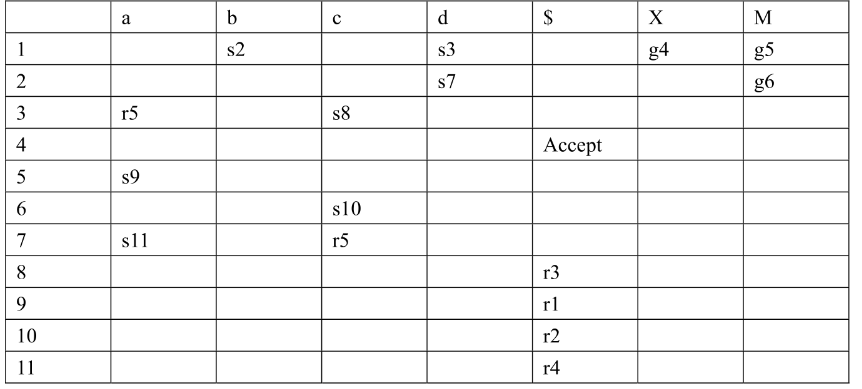 a b c d $ X M
1 s2 s3 g4 g5
2 s7 g6
3 r5 s8
4 Accept
5 s9
6 s10
7 s11 r5
8 r3
9 r1
10 r2
11 r4